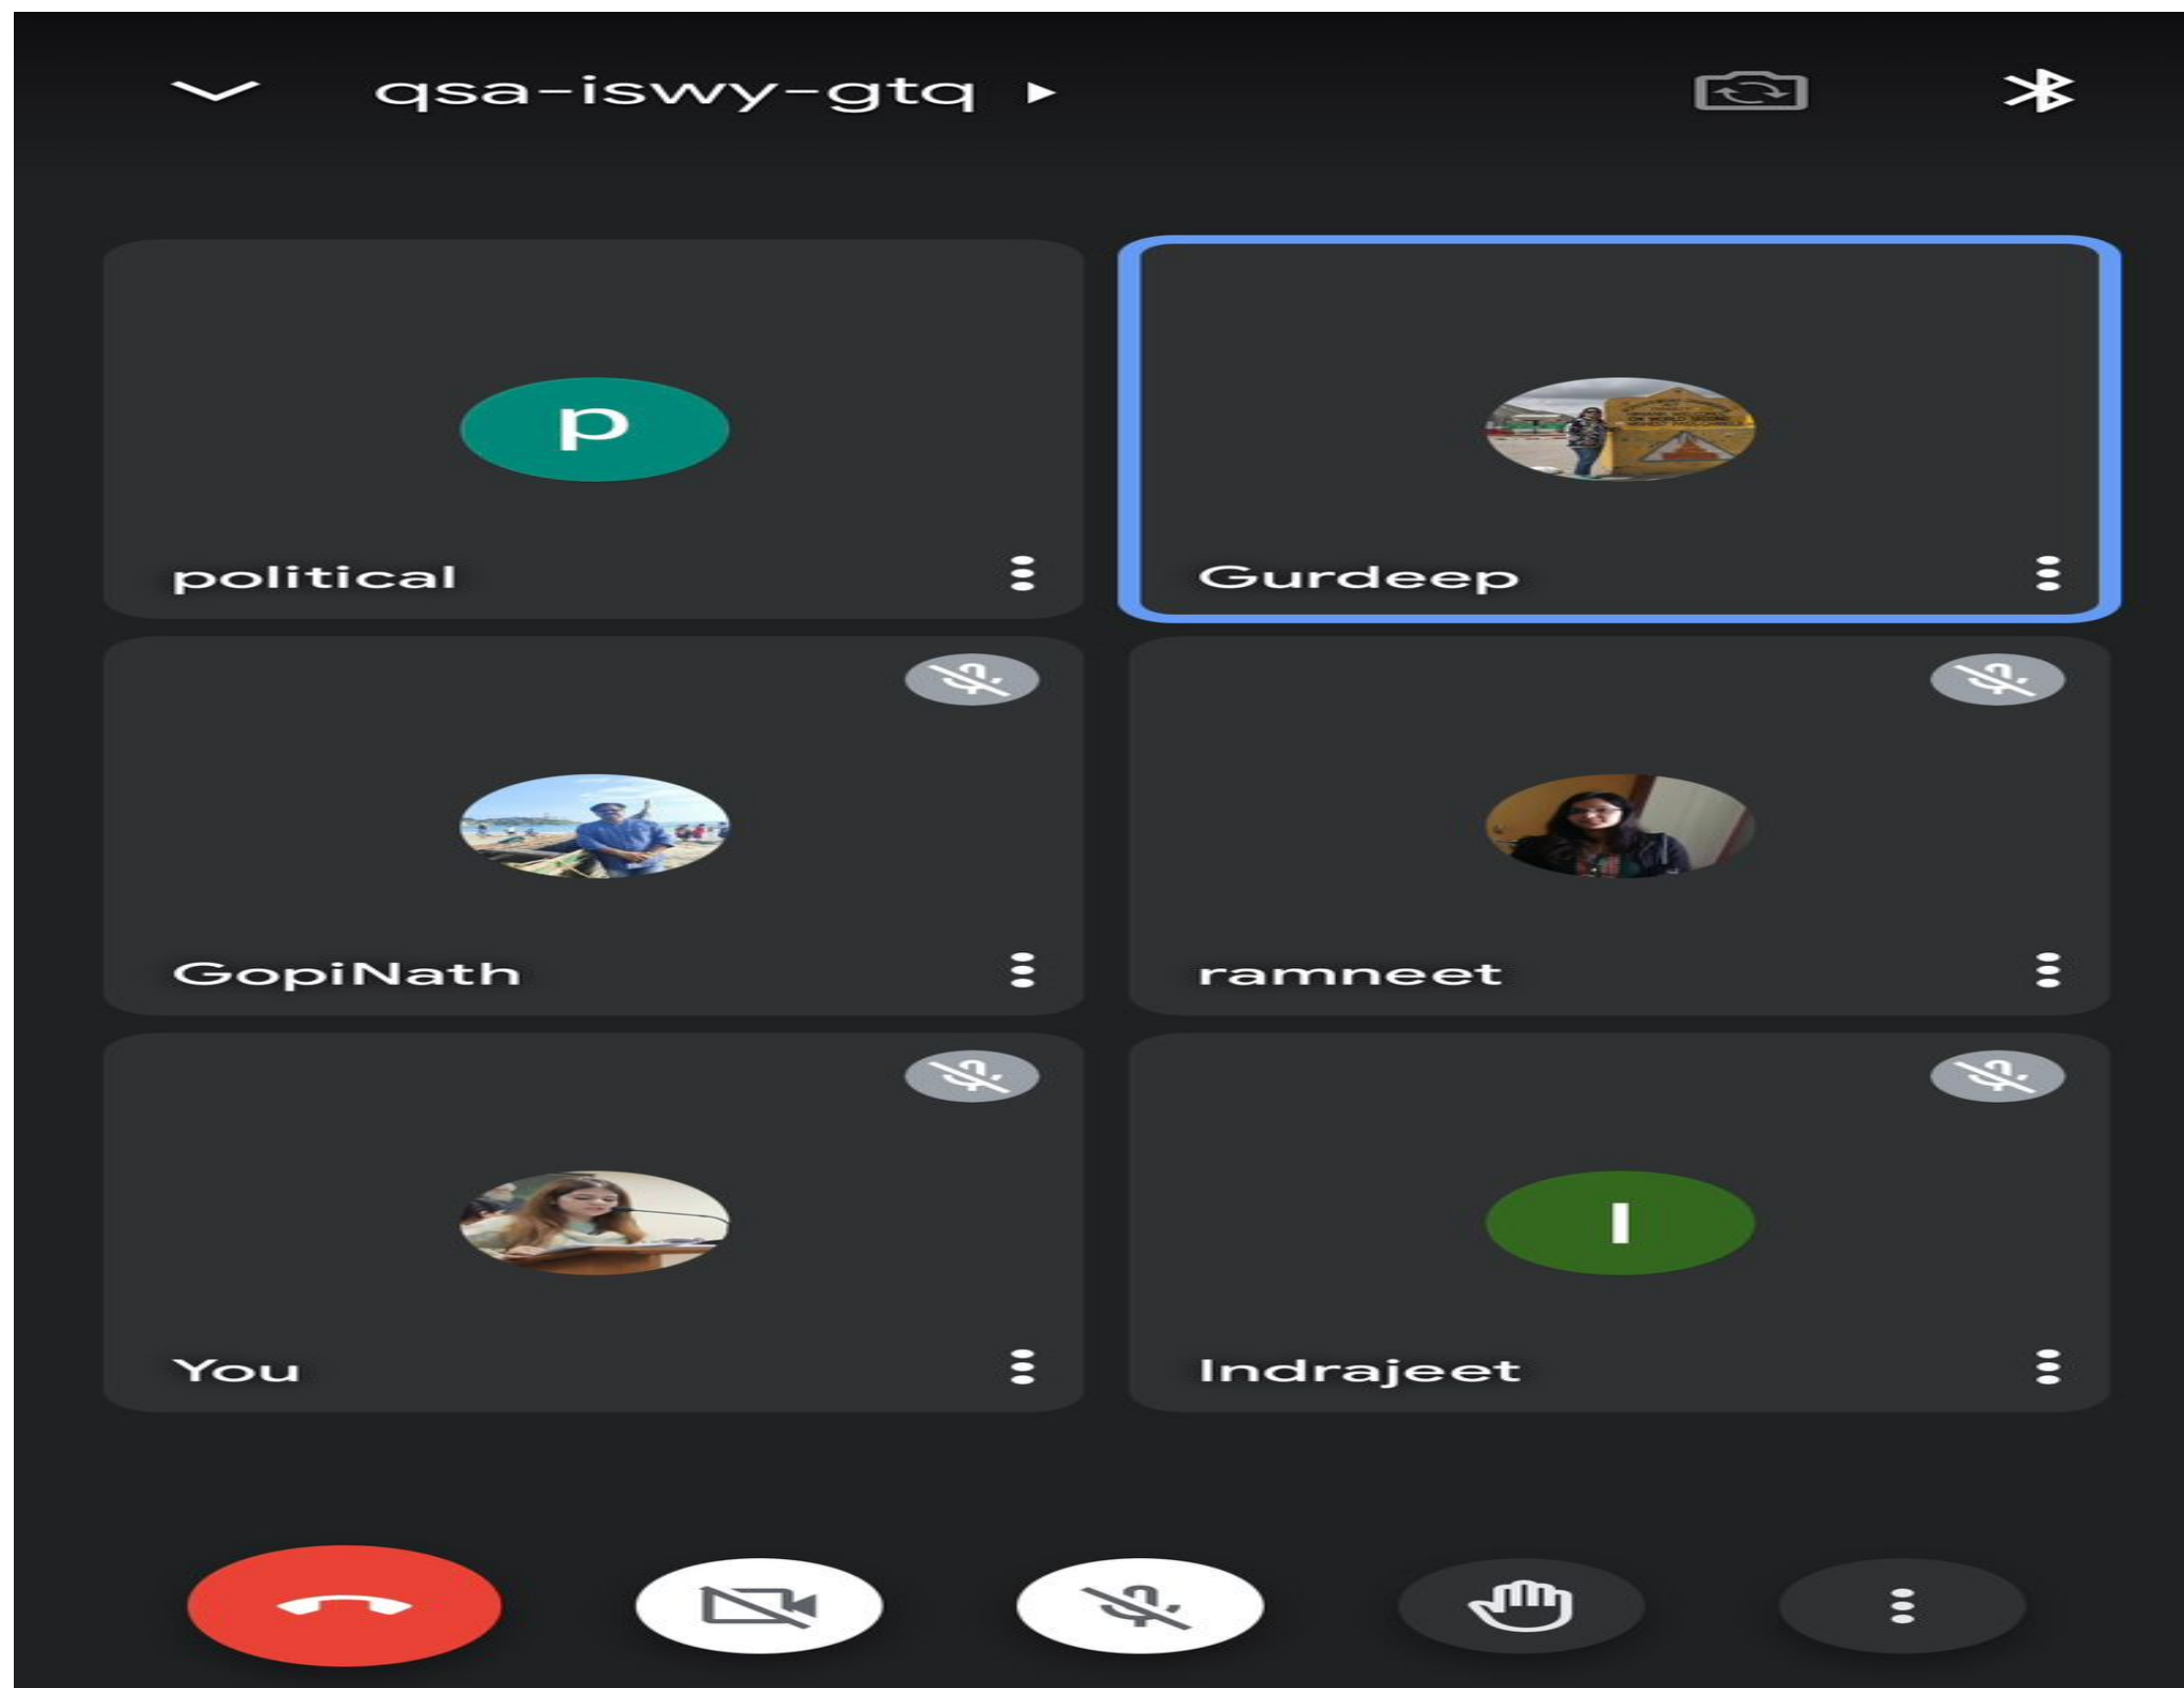 qsa-iswy-gtq
p
political
Gurdeep
GopiNath
ramneet
You
I
Indrajeet